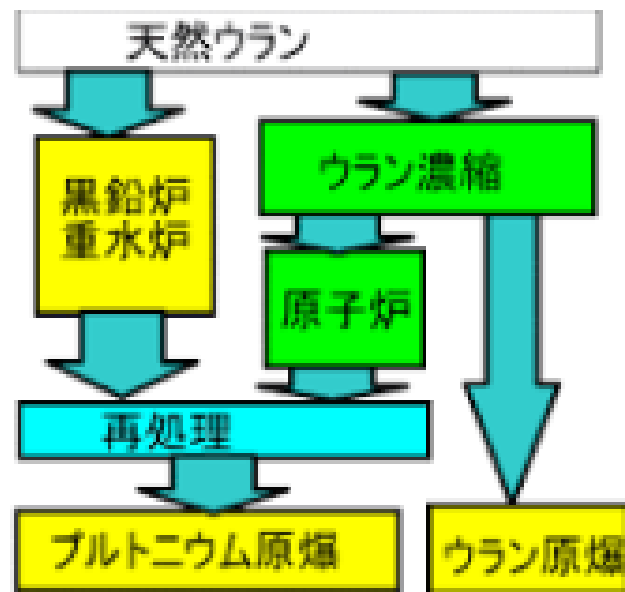 天然ウラン
ウラン濃縮
黒鉛炉
重水炉
原子炉
再処理
プルトニウム原爆
ウラン原爆